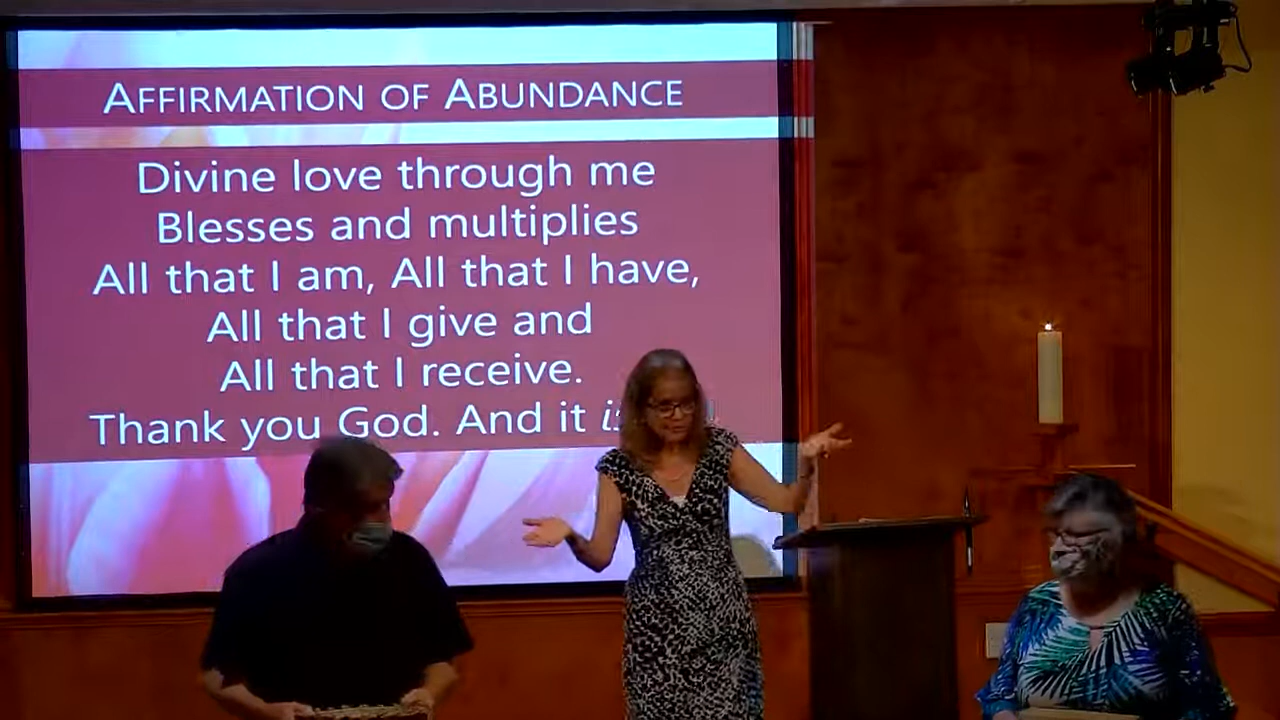 AFFIRMATION OF ABUNDANCE
Divine love through me
Blesses and multiplies
All that I am, All that I have,
All that I give and
All that I receive.
Thank you God. And it